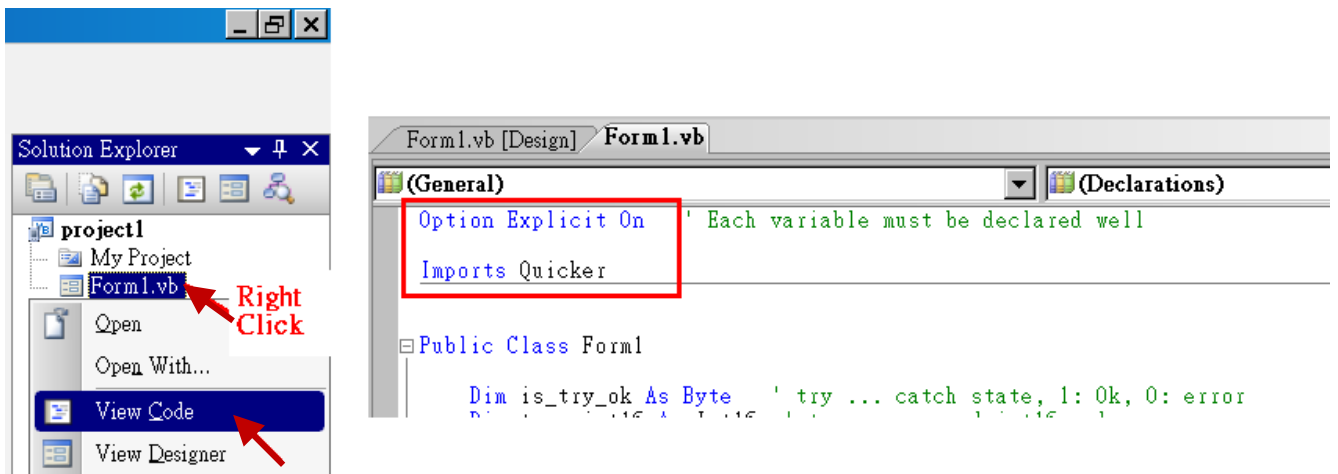 Solution Explorer
project1
My Project
Form1.vb
Right
Click
Open
Open With...
View Code
View Designer
Form1.vb [Design]
Form1.vb
(General)
(Declarations)
Option Explicit On ' Each variable must be declared well
Imports Quicker
Public Class Form1
Dim is_try_ok As Byte ' try ... catch state, 1: Ok, 0: error